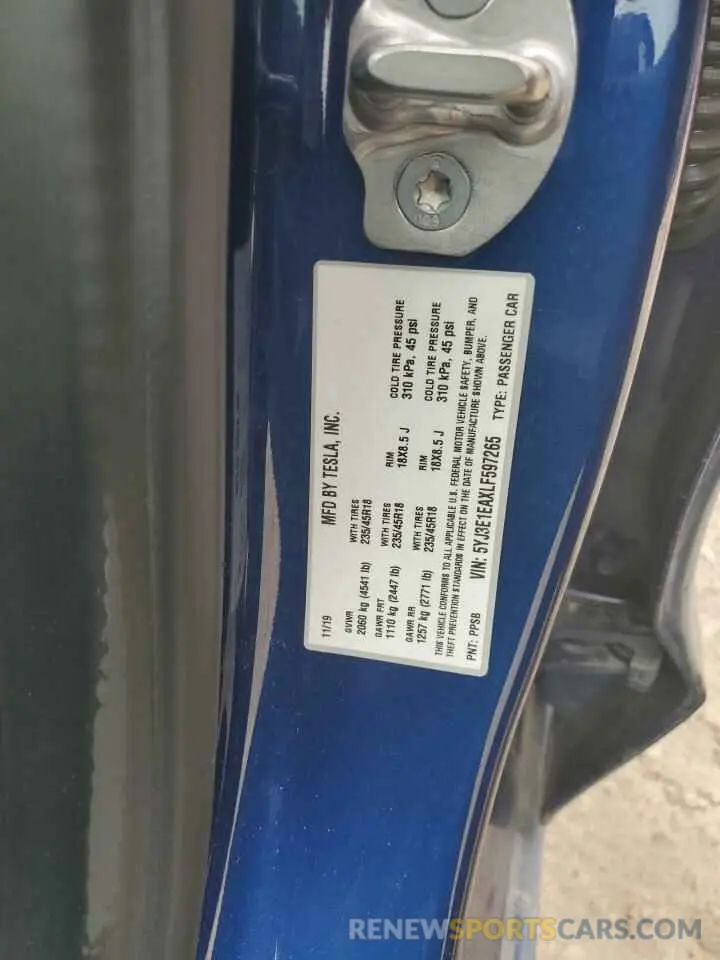 MFD BY TESLA, INC.
11/19
GVWR WITH TIRES RIM COLD TIRE PRESSURE
2060 kg (4541 lb) 235/45R18 18X8.5 J 310 kPa, 45 psi
GAWR FRT WITH TIRES RIM COLD TIRE PRESSURE
1110 kg (2447 lb) 235/45R18 18X8.5 J 310 kPa, 45 psi
GAWR RR WITH TIRES
1257 kg (2771 lb) 235/45R18
THIS VEHICLE CONFORMS TO ALL APPLICABLE U.S. FEDERAL MOTOR VEHICLE SAFETY, BUMPER, AND
THEFT PREVENTION STANDARDS IN EFFECT ON THE DATE OF MANUFACTURE SHOWN ABOVE.
PNT: PPSB VIN: 5YJ3E1EAXLF597265 TYPE: PASSENGER CAR
RENEWSPORTSCARS.COM